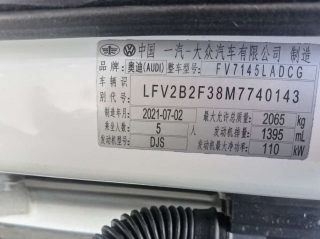 中国 一汽-大众汽车有限公司 制造
品牌：奥迪(AUDI) 整车型号：FV7145LADCG
车辆识别代号：LFV2B2F38M7740143
制造年月：2021-07-02 最大允许总质量：2065 kg
乘坐人数：5 人 发动机排量：1395 mL
发动机型号：DJS 发动机最大净功率：110 kW